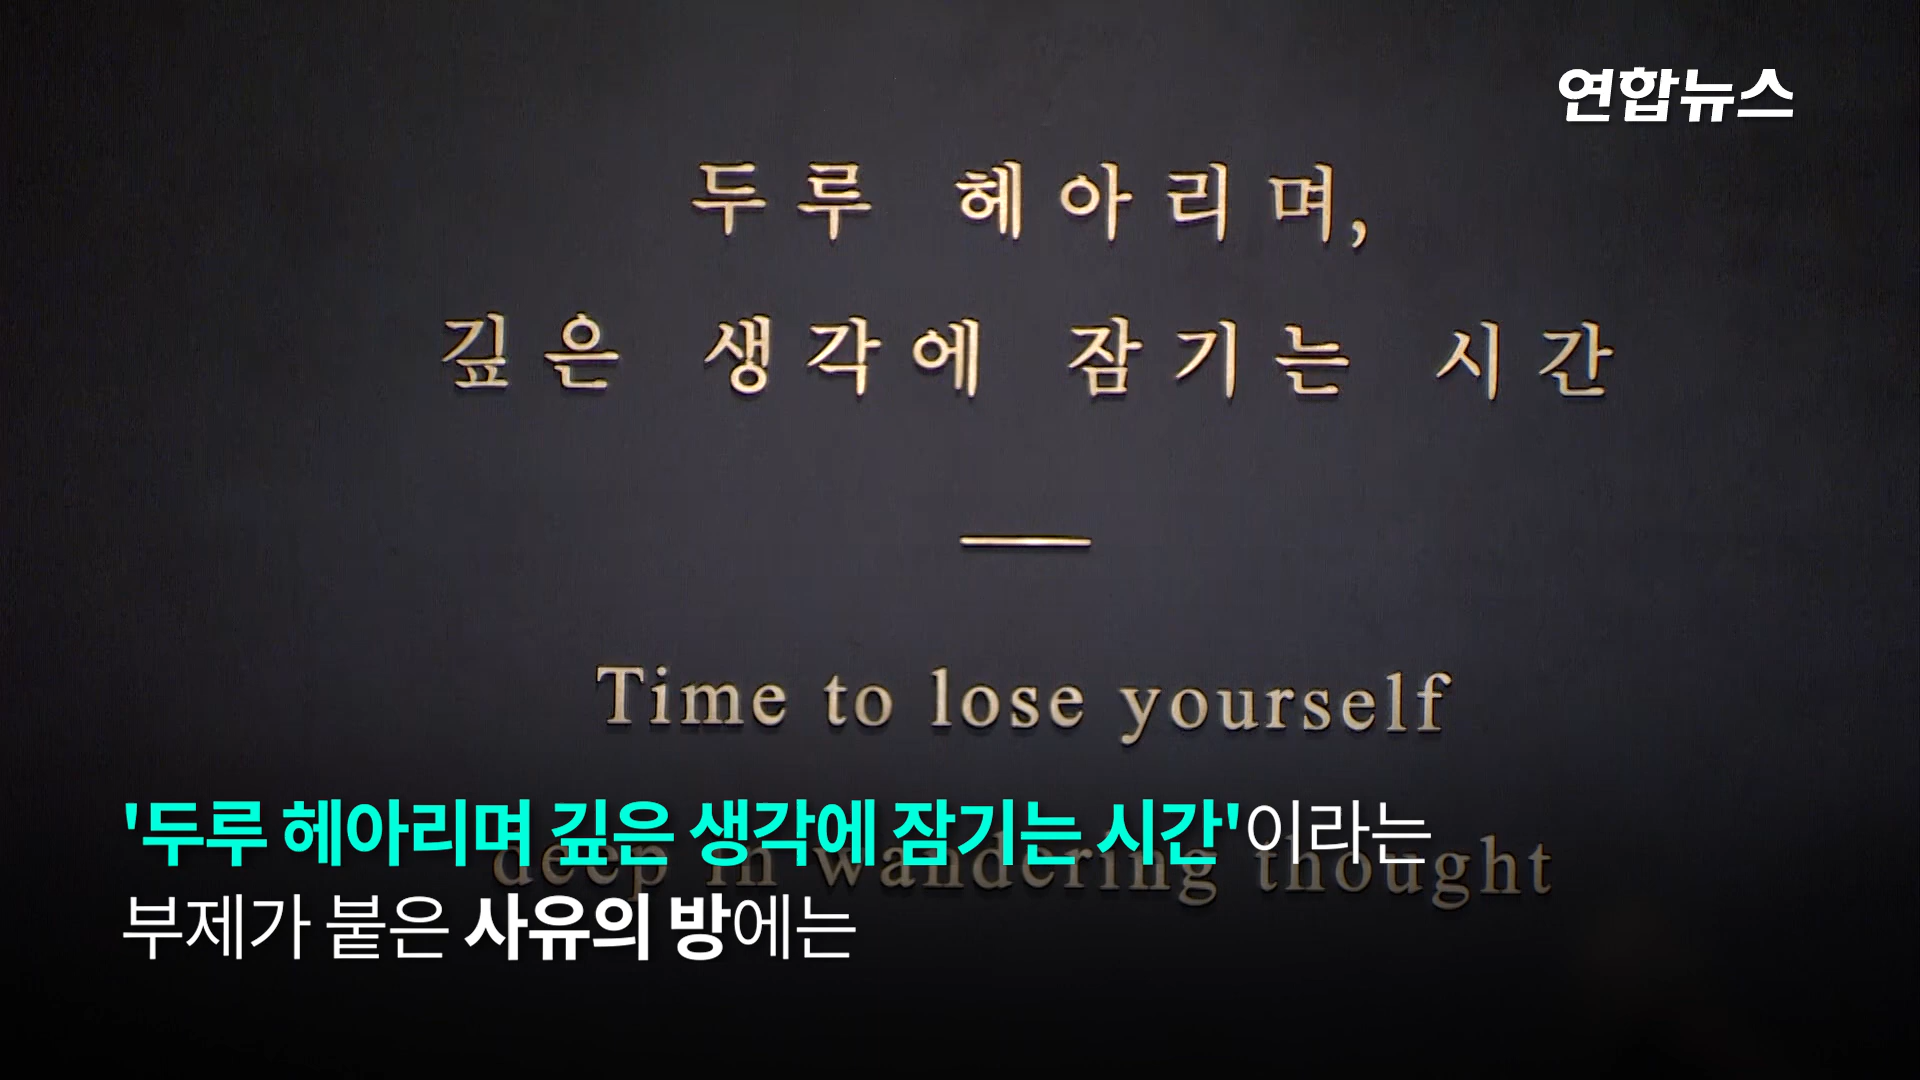 연합뉴스
두루 헤아리며,
깊은 생각에 잠기는 시간
Time to lose yourself
deep in wandering thought
'두루 헤아리며 깊은 생각에 잠기는 시간'이라는
부제가 붙은 사유의 방에는